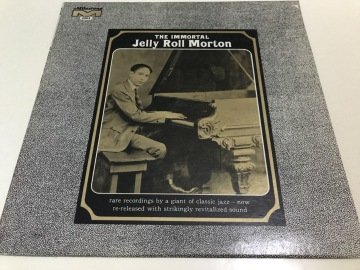 THE IMMORTAL
Jelly Roll Morton
rare recordings by a giant of classic jazz—now
re-released with strikingly revitalized sound